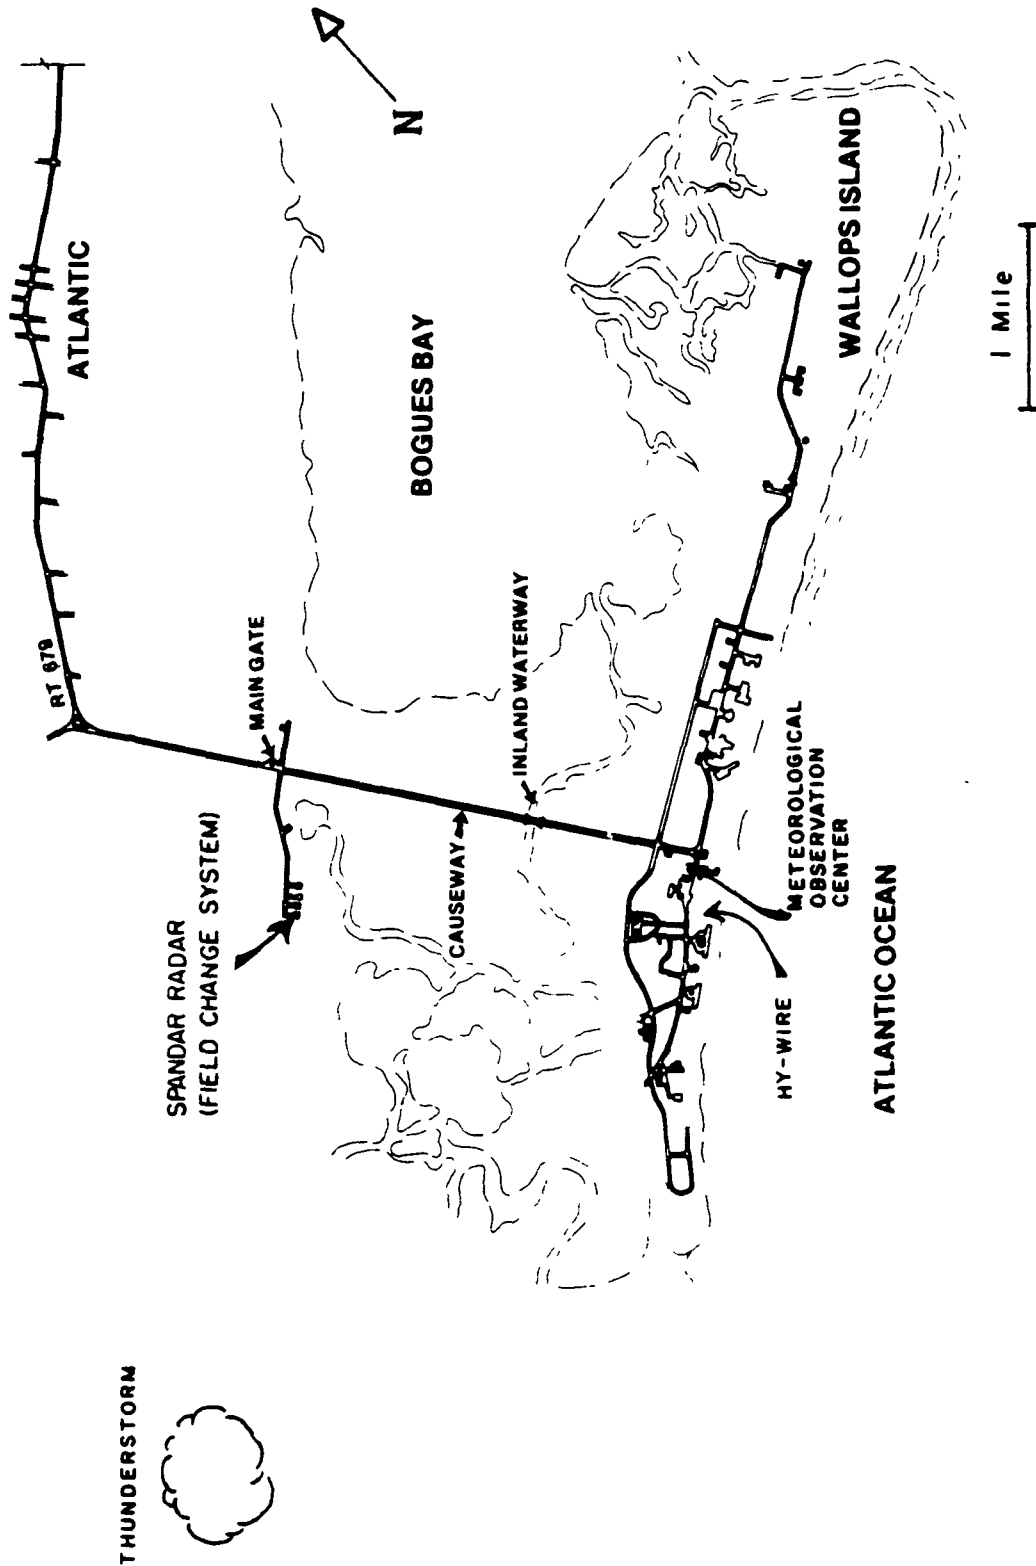 THUNDERSTORM
SPANDAR RADAR
(FIELD CHANGE SYSTEM)
MAIN GATE
RT 679
ATLANTIC
N
BOGUES BAY
CAUSEWAY
INLAND WATERWAY
HY-WIRE
METEOROLOGICAL
OBSERVATION
CENTER
ATLANTIC OCEAN
WALLOPS ISLAND
1 Mile